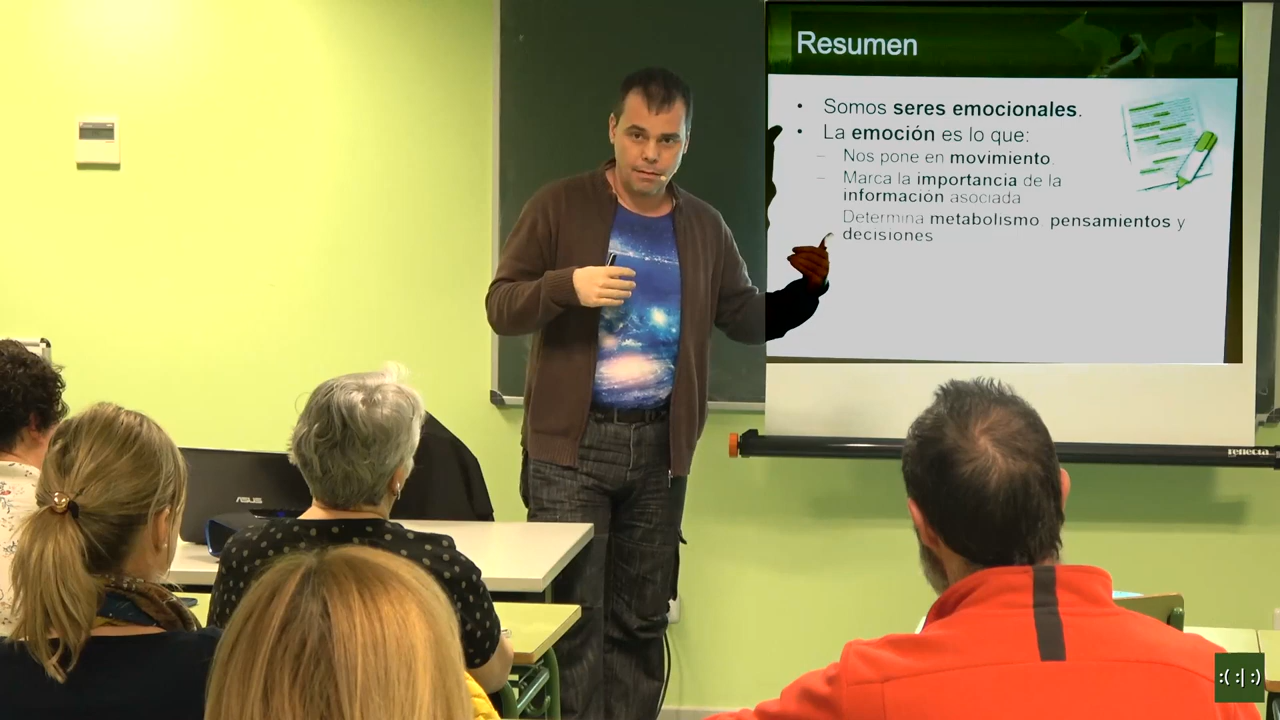 Resumen
• Somos seres emocionales.
• La emoción es lo que:
– Nos pone en movimiento.
– Marca la importancia de la
información asociada
Determina metabolismo, pensamientos y
decisiones
ASUS
reflecta
:( :| :)